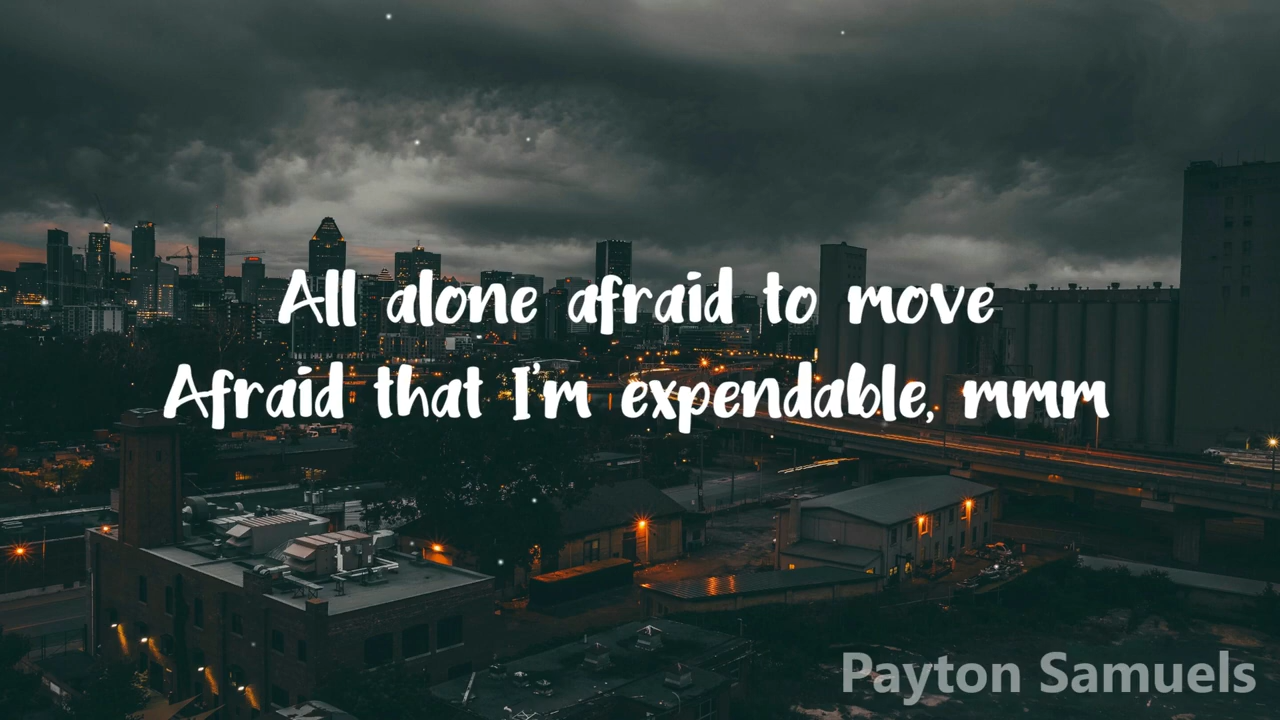 All alone afraid to move
Afraid that I'm expendable, mmm
Payton Samuels